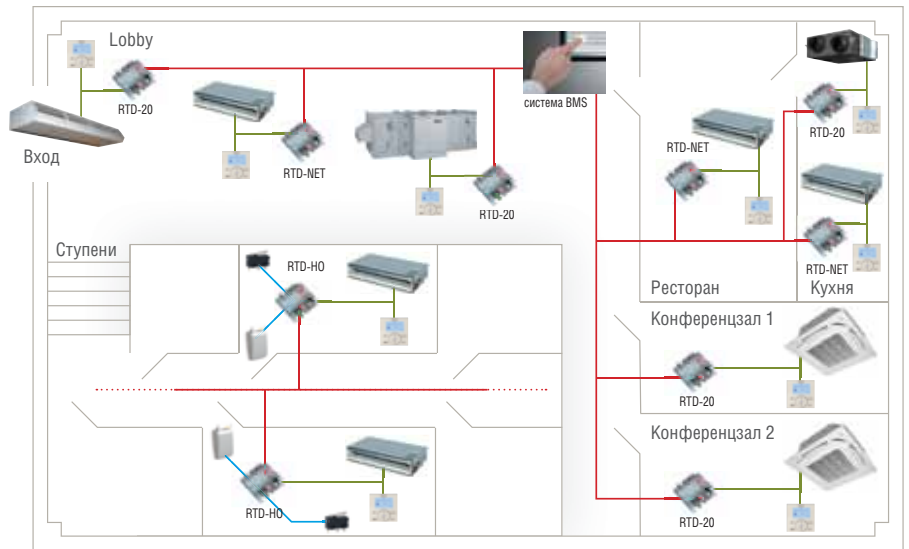 Lobby
RTD-20
Вход
RTD-NET
RTD-20
система BMS
RTD-NET
RTD-20
RTD-NET
Ресторан
Кухня
Ступени
RTD-HO
RTD-HO
Конференцзал 1
RTD-20
Конференцзал 2
RTD-20